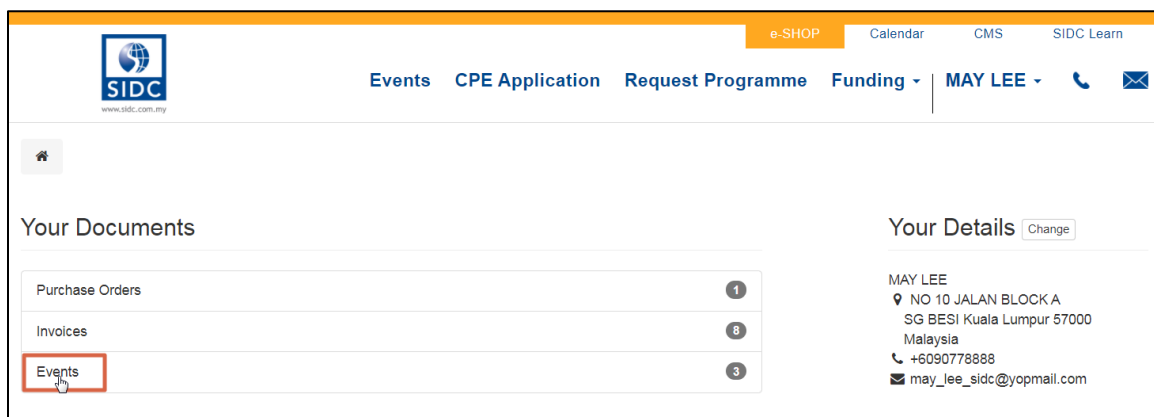 e-SHOP Calendar CMS SIDC Learn
SIDC
www.sidc.com.my
Events CPE Application Request Programme Funding MAY LEE
Your Documents
Purchase Orders 1
Invoices 8
Events 3
Your Details Change
MAY LEE
NO 10 JALAN BLOCK A
SG BESI Kuala Lumpur 57000
Malaysia
+6090778888
may_lee_sidc@yopmail.com